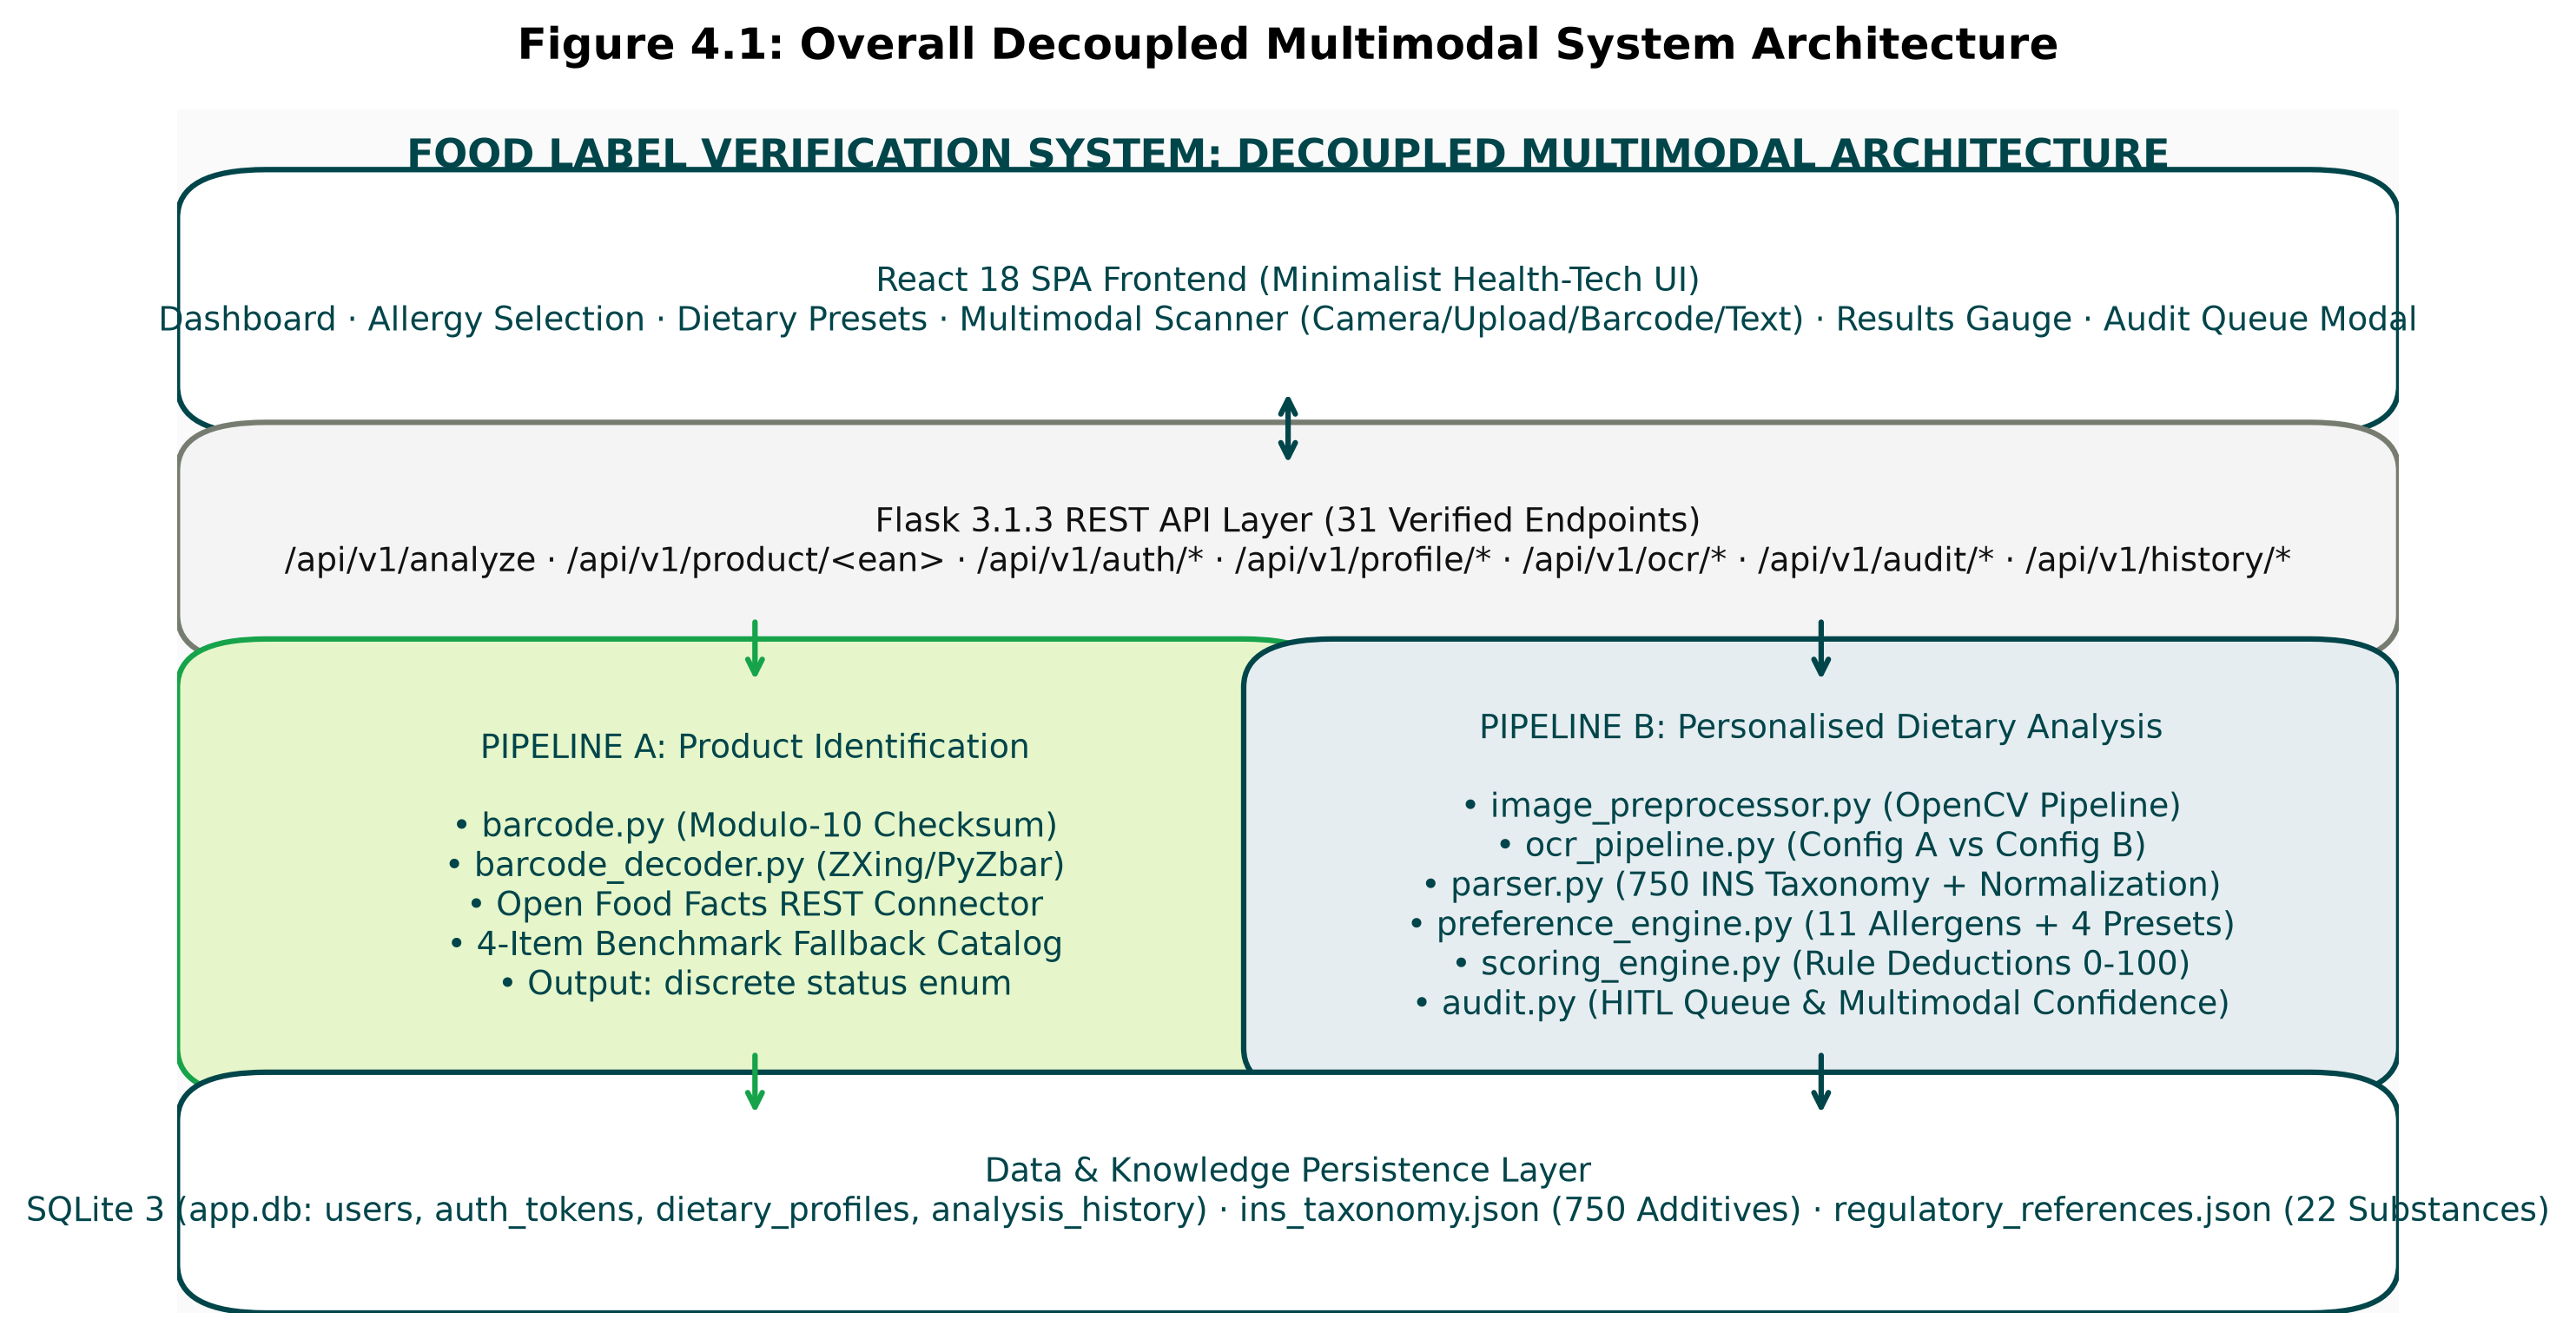 Figure 4.1: Overall Decoupled Multimodal System Architecture
FOOD LABEL VERIFICATION SYSTEM: DECOUPLED MULTIMODAL ARCHITECTURE
React 18 SPA Frontend (Minimalist Health-Tech UI)
Dashboard · Allergy Selection · Dietary Presets · Multimodal Scanner (Camera/Upload/Barcode/Text) · Results Gauge · Audit Queue Modal
Flask 3.1.3 REST API Layer (31 Verified Endpoints)
/api/v1/analyze · /api/v1/product/<ean> · /api/v1/auth/* · /api/v1/profile/* · /api/v1/ocr/* · /api/v1/audit/* · /api/v1/history/*
PIPELINE A: Product Identification
• barcode.py (Modulo-10 Checksum)
• barcode_decoder.py (ZXing/PyZbar)
• Open Food Facts REST Connector
• 4-Item Benchmark Fallback Catalog
• Output: discrete status enum
PIPELINE B: Personalised Dietary Analysis
• image_preprocessor.py (OpenCV Pipeline)
• ocr_pipeline.py (Config A vs Config B)
• parser.py (750 INS Taxonomy + Normalization)
• preference_engine.py (11 Allergens + 4 Presets)
• scoring_engine.py (Rule Deductions 0-100)
• audit.py (HITL Queue & Multimodal Confidence)
Data & Knowledge Persistence Layer
SQLite 3 (app.db: users, auth_tokens, dietary_profiles, analysis_history) · ins_taxonomy.json (750 Additives) · regulatory_references.json (22 Substances)